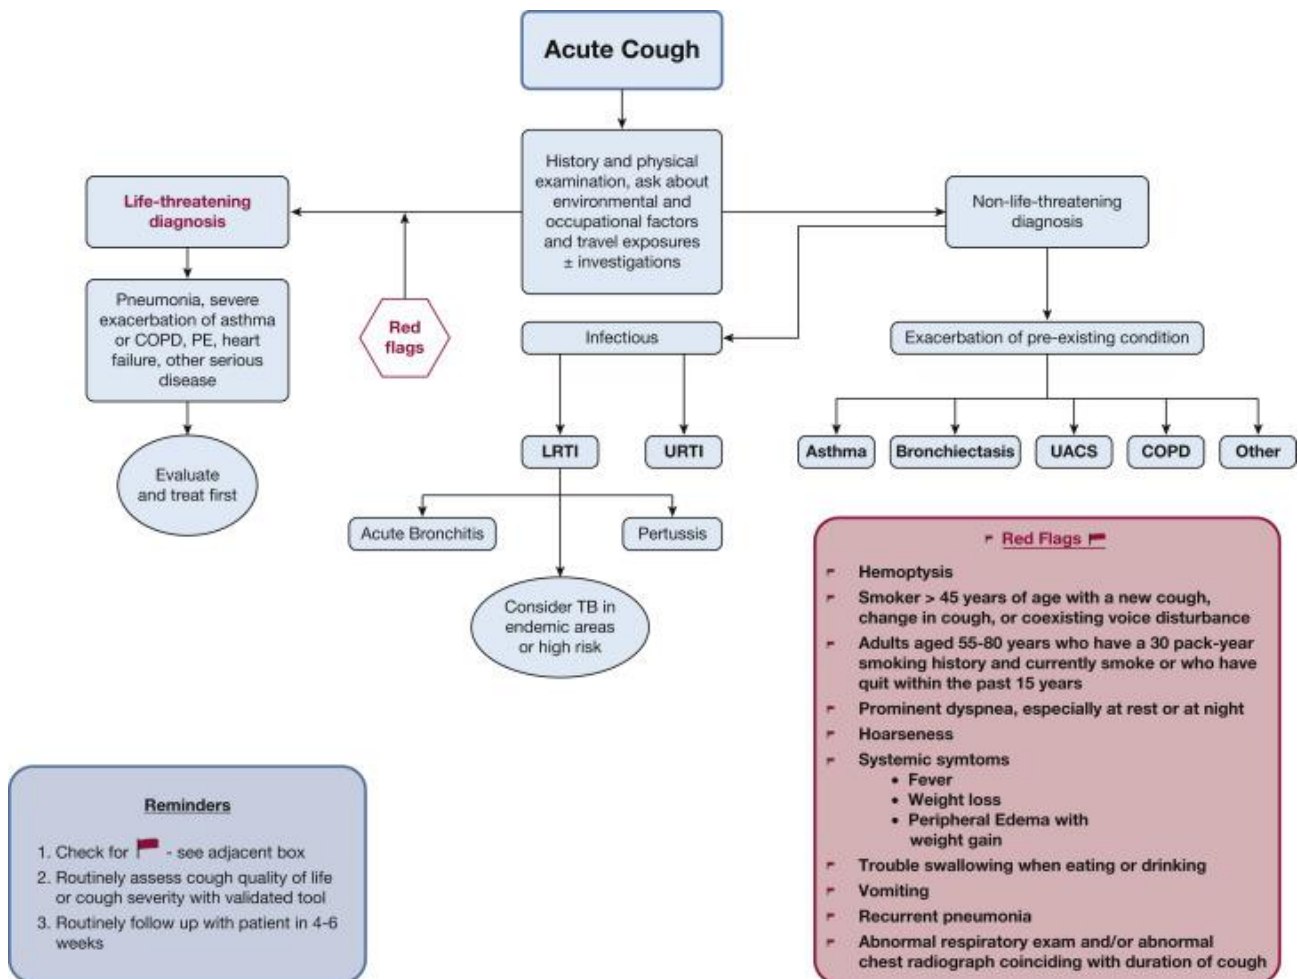 Acute Cough
History and physical
examination, ask about
environmental and
occupational factors
and travel exposures
± investigations
Life-threatening
diagnosis
Non-life-threatening
diagnosis
Pneumonia, severe
exacerbation of asthma
or COPD, PE, heart
failure, other serious
disease
Red
flags
Infectious
Exacerbation of pre-existing condition
Evaluate
and treat first
LRTI
URTI
Asthma
Bronchiectasis
UACS
COPD
Other
Acute Bronchitis
Pertussis
Consider TB in
endemic areas
or high risk
Red Flags
Hemoptysis
Smoker > 45 years of age with a new cough,
change in cough, or coexisting voice disturbance
Adults aged 55-80 years who have a 30 pack-year
smoking history and currently smoke or who have
quit within the past 15 years
Prominent dyspnea, especially at rest or at night
Hoarseness
Systemic symtoms
• Fever
• Weight loss
• Peripheral Edema with
weight gain
Trouble swallowing when eating or drinking
Vomiting
Recurrent pneumonia
Abnormal respiratory exam and/or abnormal
chest radiograph coinciding with duration of cough
Reminders
1. Check for - see adjacent box
2. Routinely assess cough quality of life
or cough severity with validated tool
3. Routinely follow up with patient in 4-6
weeks